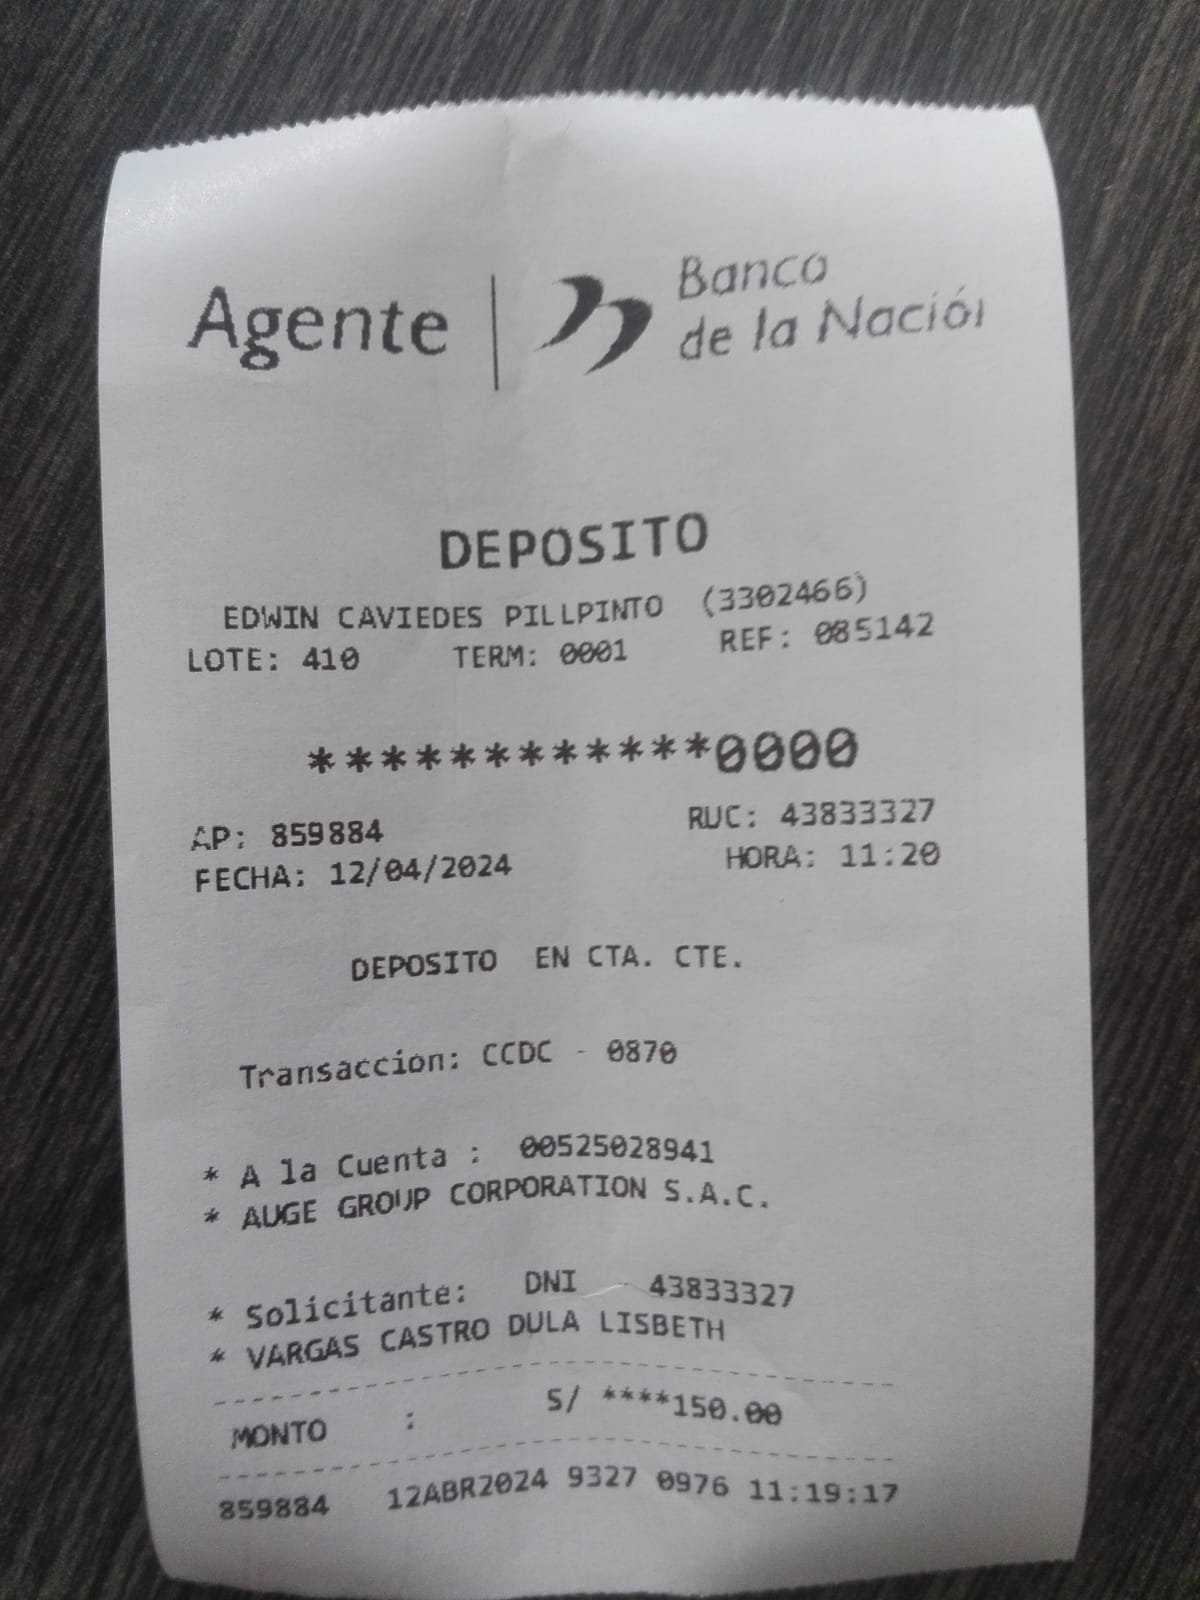 Agente | Banco
de la Nación
DEPOSITO
EDWIN CAVIEDES PILLPINTO (3302466)
LOTE: 410 TERM: 0001 REF: 085142
************0000
AP: 859884 RUC: 43833327
FECHA: 12/04/2024 HORA: 11:20
DEPOSITO EN CTA. CTE.
Transaccion: CCDC - 0870
* A la Cuenta : 00525028941
* AUGE GROUP CORPORATION S.A.C.
* Solicitante: DNI - 43833327
* VARGAS CASTRO DULA LISBETH
MONTO : S/ ****150.00
859884 12ABR2024 9327 0976 11:19:17